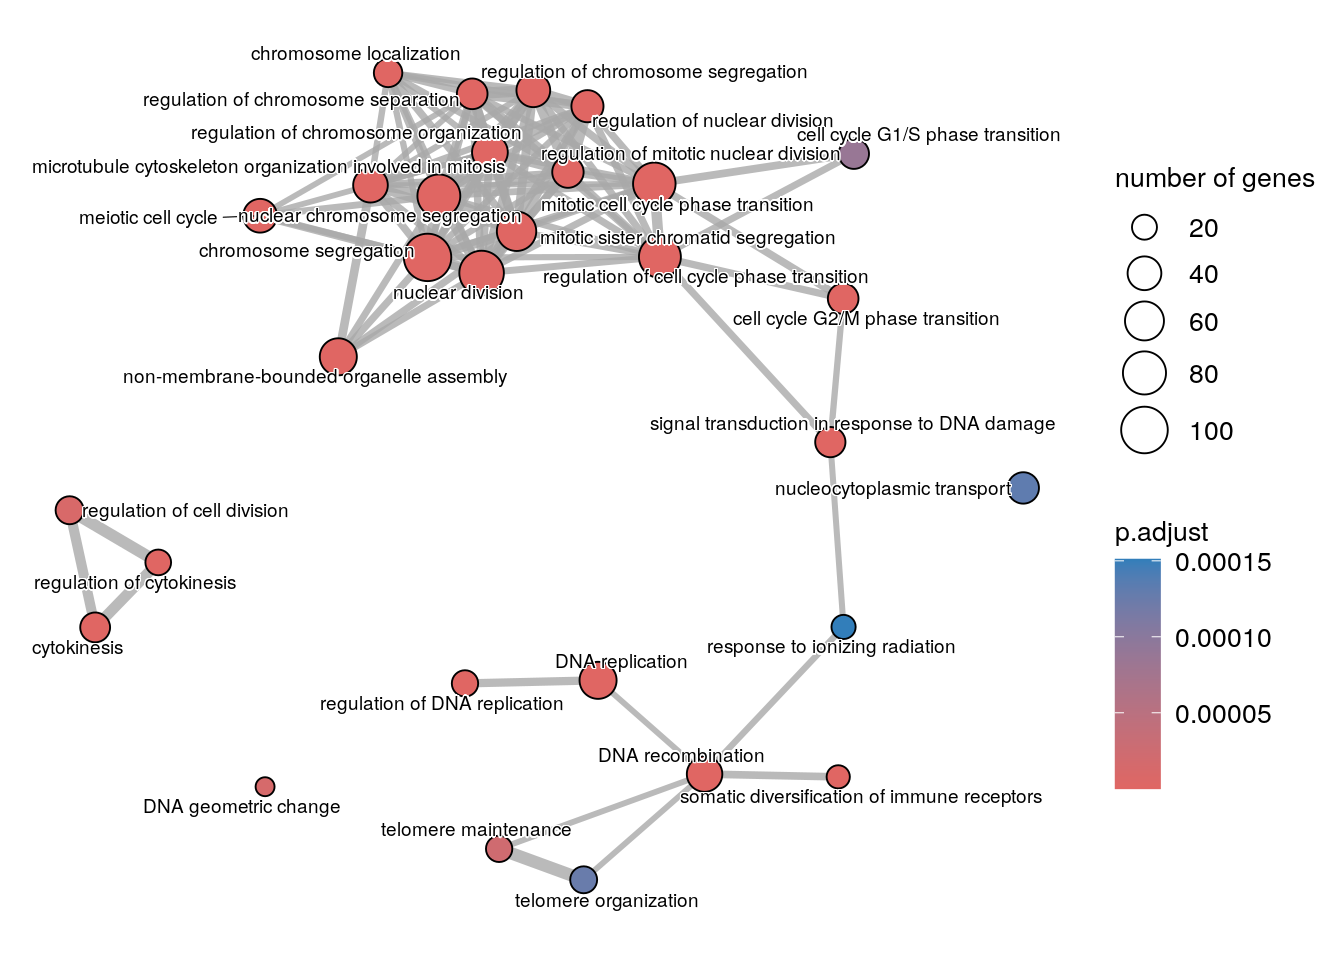 chromosome localization
regulation of chromosome segregation
regulation of chromosome separation
regulation of nuclear division
regulation of chromosome organization
cell cycle G1/S phase transition
regulation of mitotic nuclear division
microtubule cytoskeleton organization involved in mitosis
mitotic cell cycle phase transition
meiotic cell cycle
nuclear chromosome segregation
mitotic sister chromatid segregation
chromosome segregation
regulation of cell cycle phase transition
nuclear division
cell cycle G2/M phase transition
non-membrane-bounded organelle assembly
signal transduction in response to DNA damage
nucleocytoplasmic transport
regulation of cell division
regulation of cytokinesis
cytokinesis
response to ionizing radiation
DNA replication
regulation of DNA replication
DNA recombination
somatic diversification of immune receptors
DNA geometric change
telomere maintenance
telomere organization
number of genes
20
40
60
80
100
p.adjust
0.00015
0.00010
0.00005